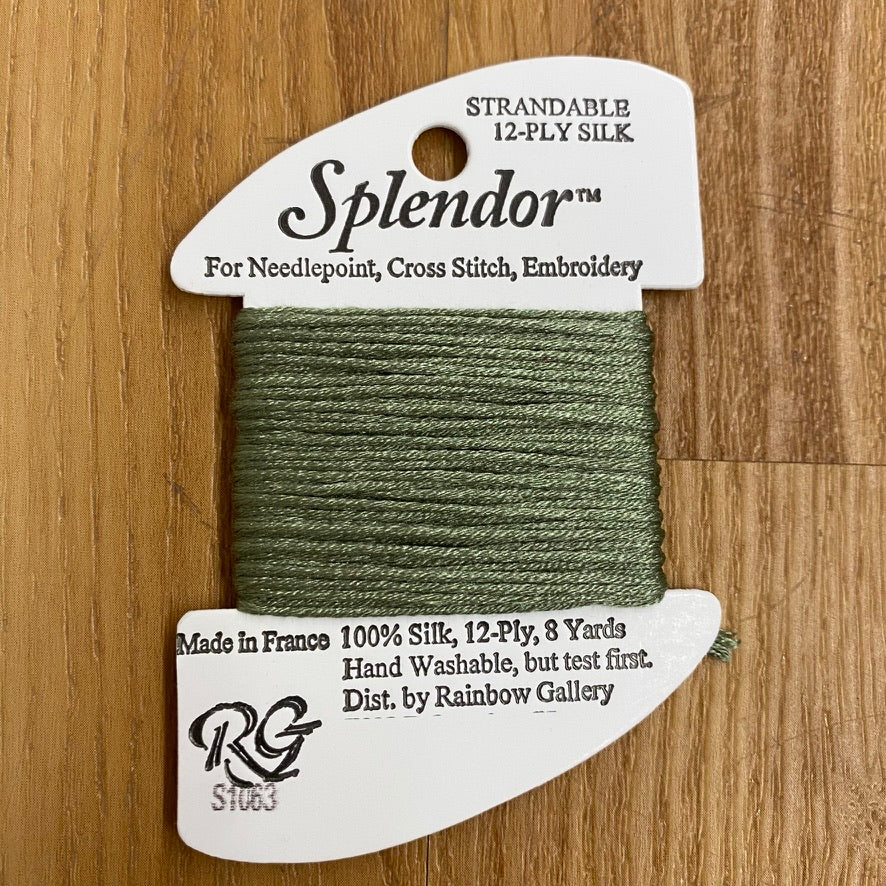 STRANDABLE
12-PLY SILK
Splendor™
For Needlepoint, Cross Stitch, Embroidery
Made in France 100% Silk, 12-Ply, 8 Yards
Hand Washable, but test first.
Dist. by Rainbow Gallery
RG
S1063